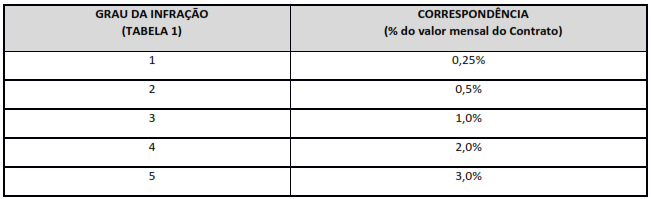 GRAU DA INFRAÇÃO
(TABELA 1)
CORRESPONDÊNCIA
(% do valor mensal do Contrato)
1
0,25%
2
0,5%
3
1,0%
4
2,0%
5
3,0%